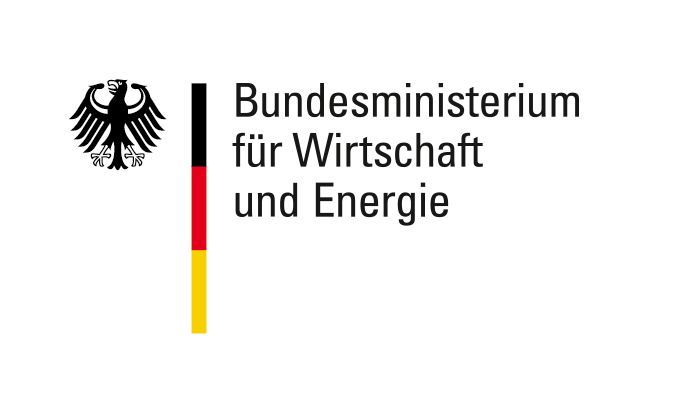 Bundesministerium
für Wirtschaft
und Energie